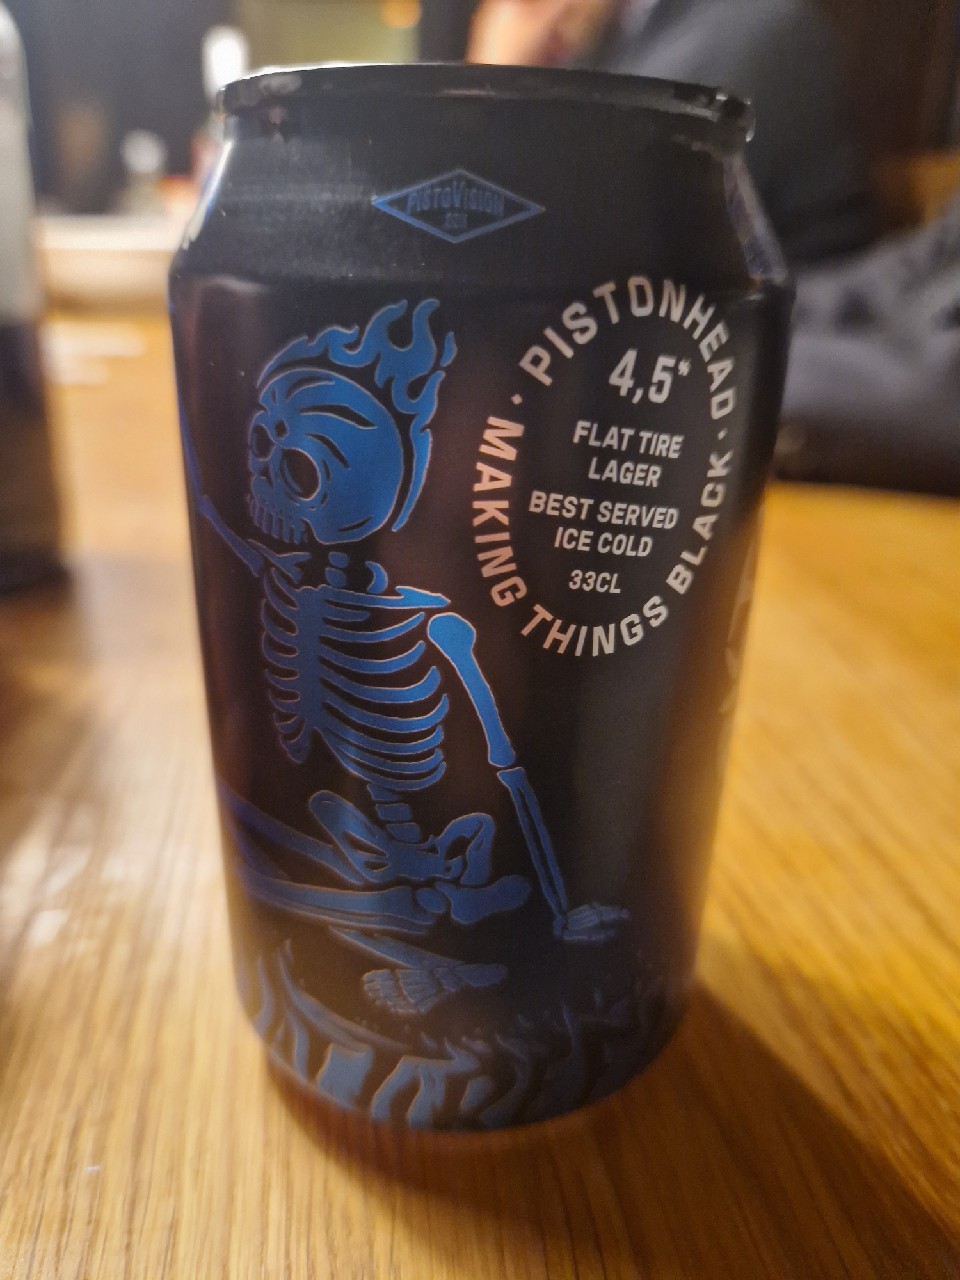 PISTOVISION
PISTONHEAD · MAKING THINGS BLACK ·
4,5%
FLAT TIRE
LAGER
BEST SERVED
ICE COLD
33CL